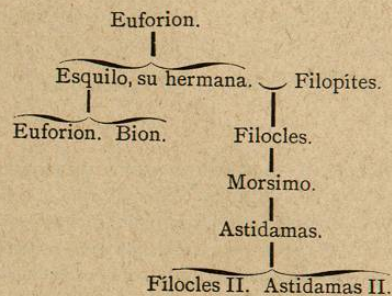 Euforion.
Esquilo, su hermana. Filopites.
Euforion. Bion. Filocles.
Morsimo.
Astidamas.
Filocles II. Astidamas II.